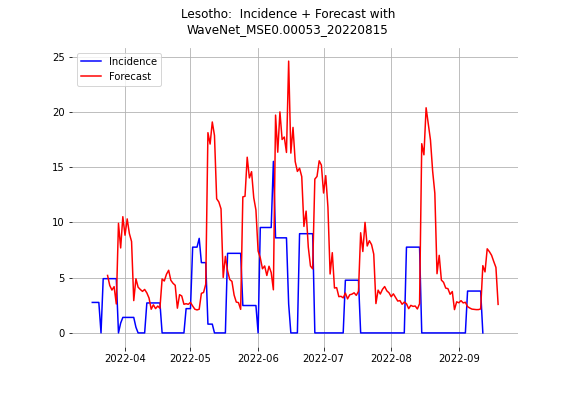 Lesotho:  Incidence + Forecast with
WaveNet_MSE0.00053_20220815
Incidence
Forecast
25
20
15
10
5
0
2022-04 2022-05 2022-06 2022-07 2022-08 2022-09